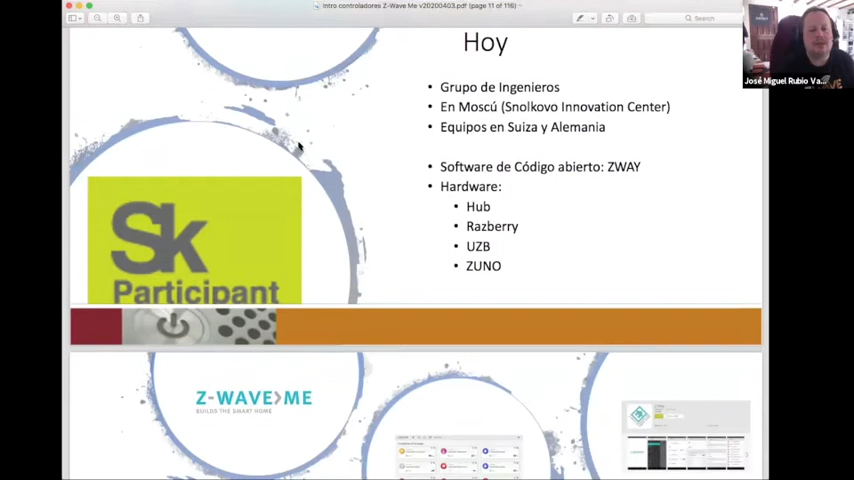 Intro controladores Z-Wave Me v20200403.pdf (page 11 of 116)
Search
José Miguel Rubio Va...
Hoy
• Grupo de Ingenieros
• En Moscú (Snolkovo Innovation Center)
• Equipos en Suiza y Alemania
• Software de Código abierto: ZWAY
• Hardware:
• Hub
• Razberry
• UZB
• ZUNO
Sk
Participant
Z-WAVE>ME
BUILDS THE SMART HOME